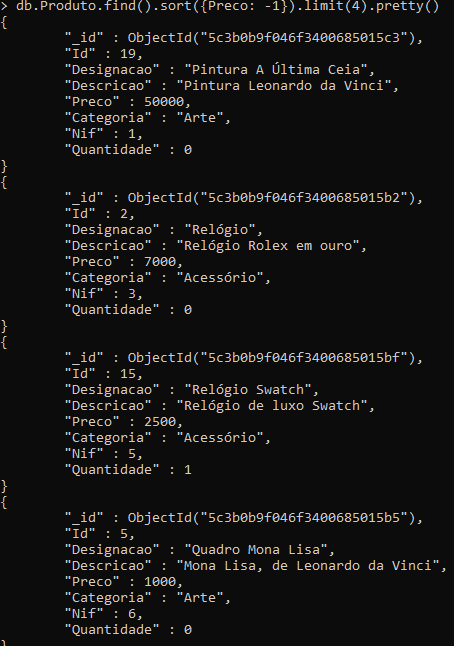 > db.Produto.find().sort({Preco: -1}).limit(4).pretty()
{
        "_id" : ObjectId("5c3b0b9f046f3400685015c3"),
        "Id" : 19,
        "Designacao" : "Pintura A Última Ceia",
        "Descricao" : "Pintura Leonardo da Vinci",
        "Preco" : 50000,
        "Categoria" : "Arte",
        "Nif" : 1,
        "Quantidade" : 0
}
{
        "_id" : ObjectId("5c3b0b9f046f3400685015b2"),
        "Id" : 2,
        "Designacao" : "Relógio",
        "Descricao" : "Relógio Rolex em ouro",
        "Preco" : 7000,
        "Categoria" : "Acessório",
        "Nif" : 3,
        "Quantidade" : 0
}
{
        "_id" : ObjectId("5c3b0b9f046f3400685015bf"),
        "Id" : 15,
        "Designacao" : "Relógio Swatch",
        "Descricao" : "Relógio de luxo Swatch",
        "Preco" : 2500,
        "Categoria" : "Acessório",
        "Nif" : 5,
        "Quantidade" : 1
}
{
        "_id" : ObjectId("5c3b0b9f046f3400685015b5"),
        "Id" : 5,
        "Designacao" : "Quadro Mona Lisa",
        "Descricao" : "Mona Lisa, de Leonardo da Vinci",
        "Preco" : 1000,
        "Categoria" : "Arte",
        "Nif" : 6,
        "Quantidade" : 0
}